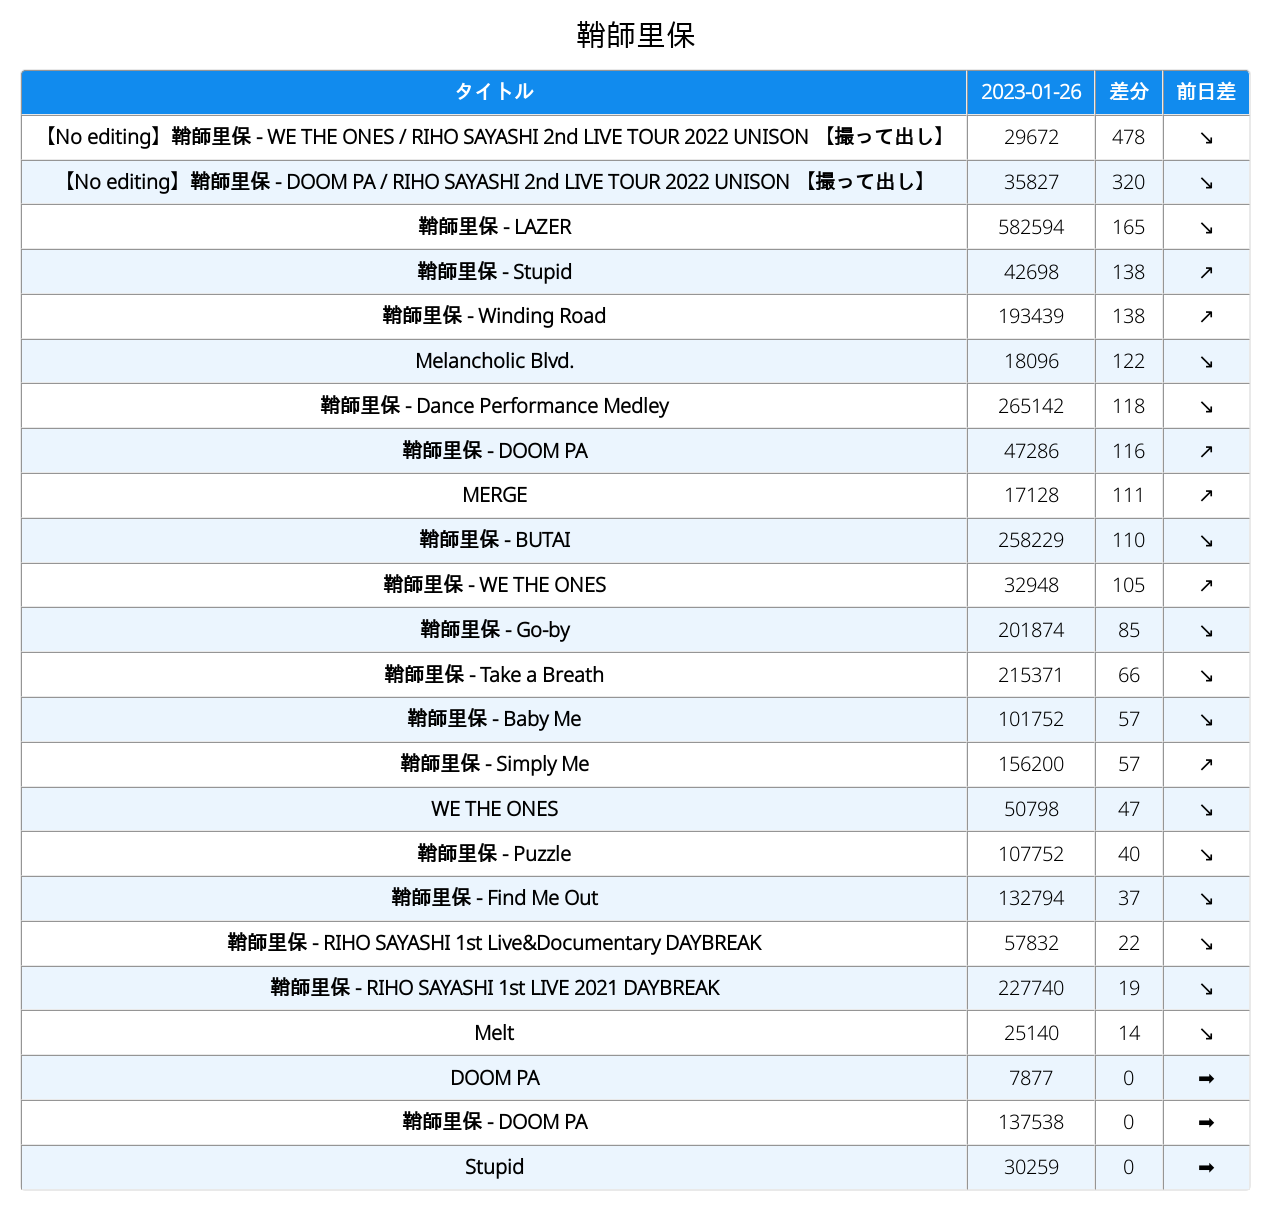 鞘師里保
タイトル 2023-01-26 差分 前日差
【No editing】鞘師里保 - WE THE ONES / RIHO SAYASHI 2nd LIVE TOUR 2022 UNISON 【撮って出し】 29672 478 ↘
【No editing】鞘師里保 - DOOM PA / RIHO SAYASHI 2nd LIVE TOUR 2022 UNISON 【撮って出し】 35827 320 ↘
鞘師里保 - LAZER 582594 165 ↘
鞘師里保 - Stupid 42698 138 ↗
鞘師里保 - Winding Road 193439 138 ↗
Melancholic Blvd. 18096 122 ↘
鞘師里保 - Dance Performance Medley 265142 118 ↘
鞘師里保 - DOOM PA 47286 116 ↗
MERGE 17128 111 ↗
鞘師里保 - BUTAI 258229 110 ↘
鞘師里保 - WE THE ONES 32948 105 ↗
鞘師里保 - Go-by 201874 85 ↘
鞘師里保 - Take a Breath 215371 66 ↘
鞘師里保 - Baby Me 101752 57 ↘
鞘師里保 - Simply Me 156200 57 ↗
WE THE ONES 50798 47 ↘
鞘師里保 - Puzzle 107752 40 ↘
鞘師里保 - Find Me Out 132794 37 ↘
鞘師里保 - RIHO SAYASHI 1st Live&Documentary DAYBREAK 57832 22 ↘
鞘師里保 - RIHO SAYASHI 1st LIVE 2021 DAYBREAK 227740 19 ↘
Melt 25140 14 ↘
DOOM PA 7877 0 ➡
鞘師里保 - DOOM PA 137538 0 ➡
Stupid 30259 0 ➡